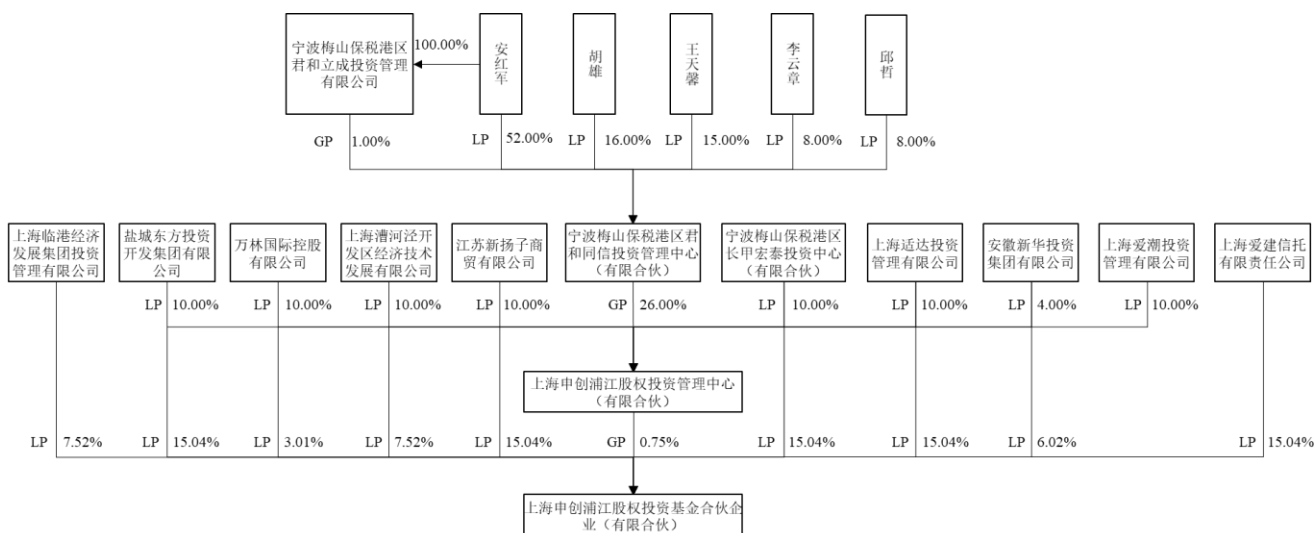 宁波梅山保税港区
君和立成投资管理
有限公司
100.00%
安红军
胡雄
王天馨
李云章
邱哲
GP 1.00%
LP 52.00%
LP 16.00%
LP 15.00%
LP 8.00%
LP 8.00%
上海临港经济
发展集团投资
管理有限公司
盐城东方投资
开发集团有限
公司
万林国际控股
有限公司
上海漕河泾开
发区经济技术
发展有限公司
江苏新扬子商
贸有限公司
宁波梅山保税港区君
和同信投资管理中心
（有限合伙）
宁波梅山保税港区
长甲宏泰投资中心
（有限合伙）
上海适达投资
管理有限公司
安徽新华投资
集团有限公司
上海爱潮投资
管理有限公司
上海爱建信托
有限责任公司
LP 10.00%
LP 10.00%
LP 10.00%
LP 10.00%
GP 26.00%
LP 10.00%
LP 10.00%
LP 4.00%
LP 10.00%
上海申创浦江股权投资管理中心
（有限合伙）
LP 7.52%
LP 15.04%
LP 3.01%
LP 7.52%
LP 15.04%
GP 0.75%
LP 15.04%
LP 15.04%
LP 6.02%
LP 15.04%
上海申创浦江股权投资基金合伙企
业（有限合伙）